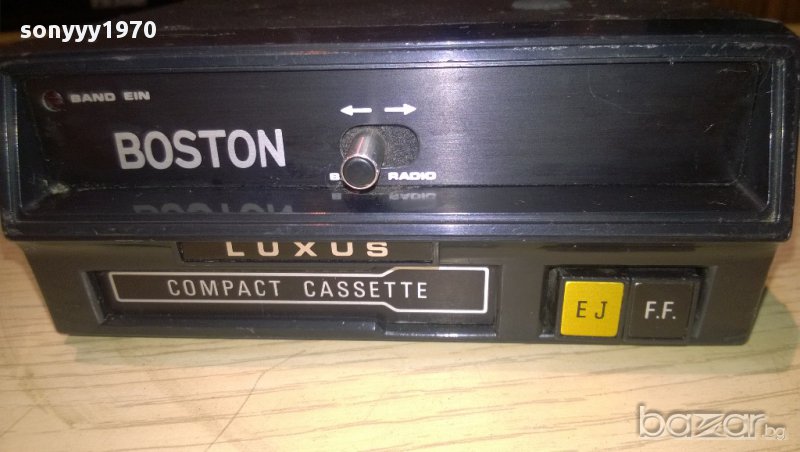 sonyyy1970
BAND EIN
BOSTON
RADIO
LUXUS
COMPACT CASSETTE
EJ F.F.
bazar.bg